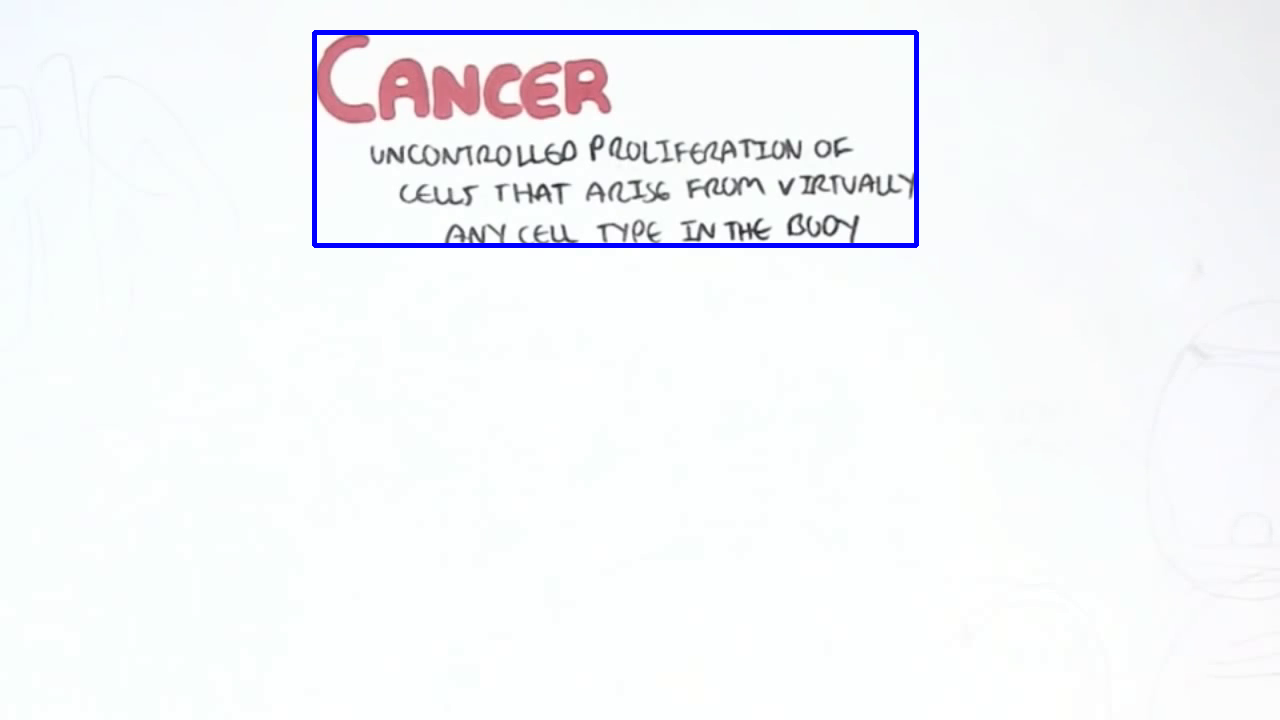 CANCER
UNCONTROLLED PROLIFERATION OF
CELLS THAT ARISE FROM VIRTUALLY
ANY CELL TYPE IN THE BODY